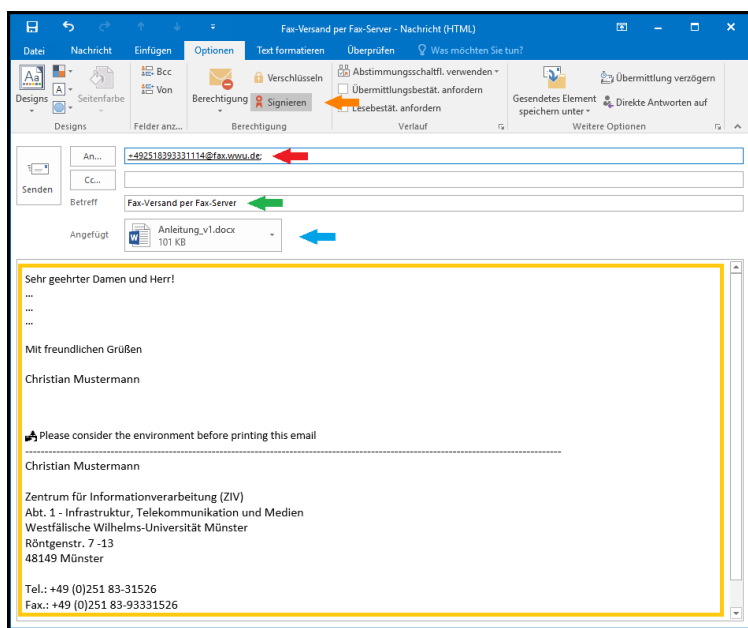 Fax-Versand per Fax-Server - Nachricht (HTML)
Datei Nachricht Einfügen Optionen Text formatieren Überprüfen Was möchten Sie tun?
Aa
Designs
A
Seitenfarbe
Designs
Bcc
Von
Felder anz...
Berechtigung
Verschlüsseln
Signieren
Berechtigung
Abstimmungsschaltfl. verwenden
Übermittlungsbestät. anfordern
Lesebestät. anfordern
Verlauf
Gesendetes Element
speichern unter
Übermittlung verzögern
Direkte Antworten auf
Weitere Optionen
Senden
An... +492518393331114@fax.wwu.de;
Cc...
Betreff Fax-Versand per Fax-Server
Angefügt Anleitung_v1.docx
101 KB
Sehr geehrter Damen und Herr!
...
...
...
Mit freundlichen Grüßen
Christian Mustermann
Please consider the environment before printing this email
--------------------------------------------------------------------------------
Christian Mustermann
Zentrum für Informationverarbeitung (ZIV)
Abt. 1 - Infrastruktur, Telekommunikation und Medien
Westfälische Wilhelms-Universität Münster
Röntgenstr. 7 -13
48149 Münster
Tel.: +49 (0)251 83-31526
Fax.: +49 (0)251 83-93331526